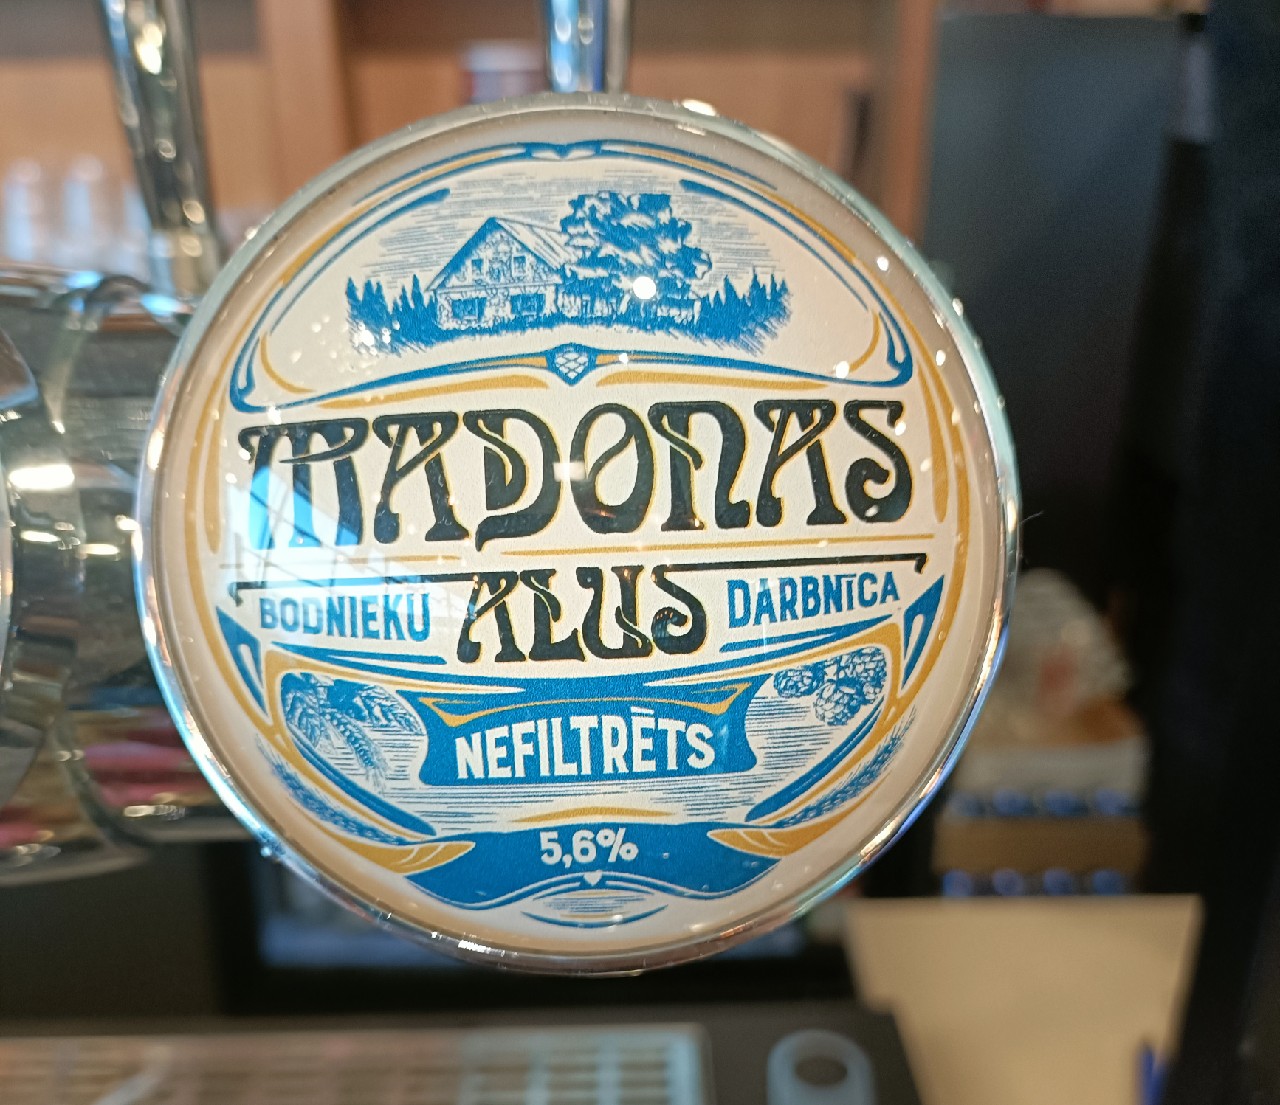 MADONAS
BODNIEKU ALUS DARBNĪCA
NEFILTRĒTS
5,6%